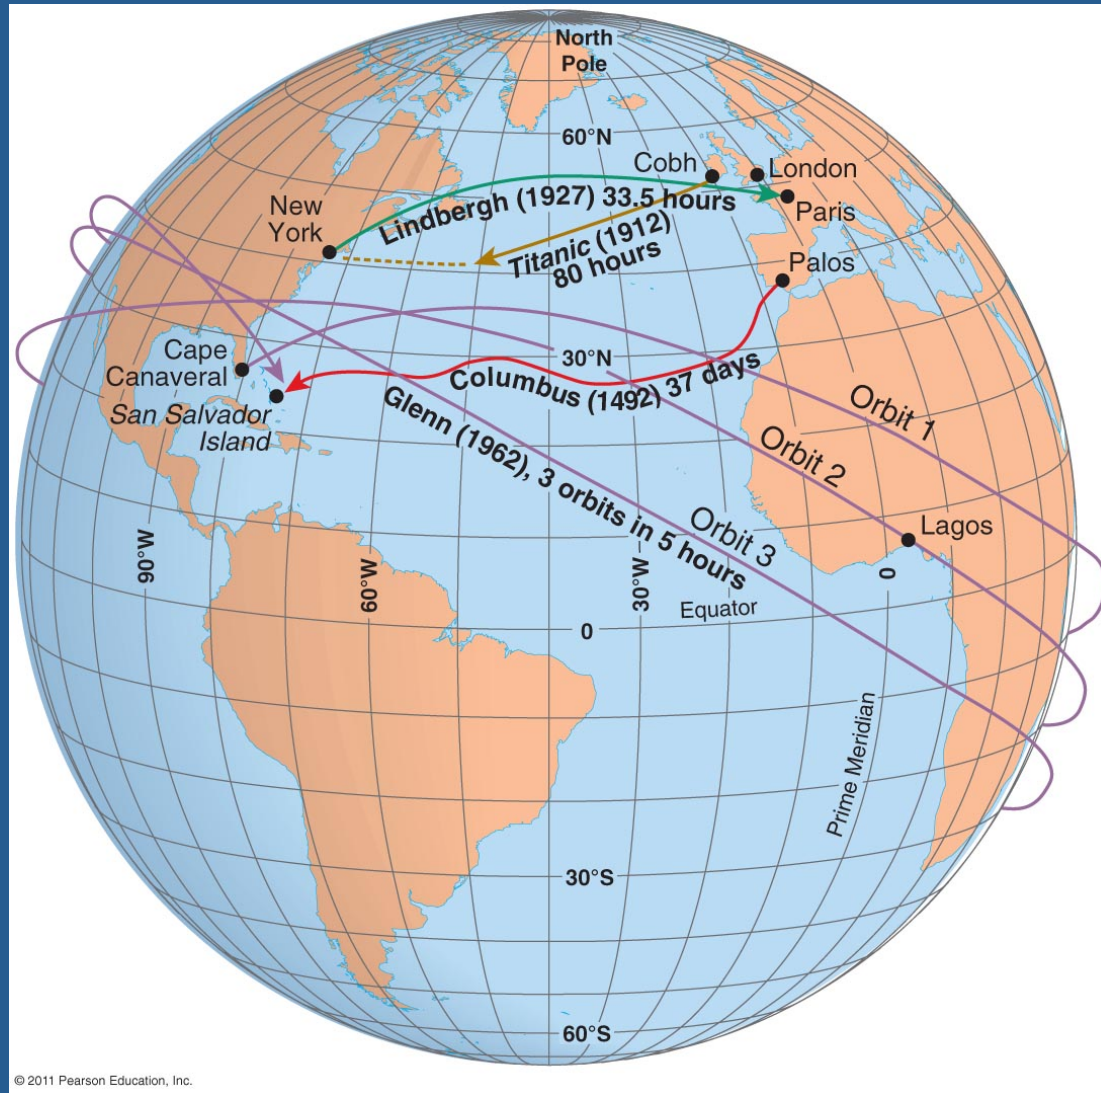 North
Pole
60°N
Cobh
London
Lindbergh (1927) 33.5 hours
Paris
New
York
Titanic (1912)
80 hours
Palos
30°N
Cape
Canaveral
Columbus (1492) 37 days
San Salvador
Island
Glenn (1962), 3 orbits in 5 hours
Orbit 1
Orbit 2
Orbit 3
Lagos
90°W
60°W
30°W
0
Equator
0
Prime Meridian
30°S
60°S
© 2011 Pearson Education, Inc.